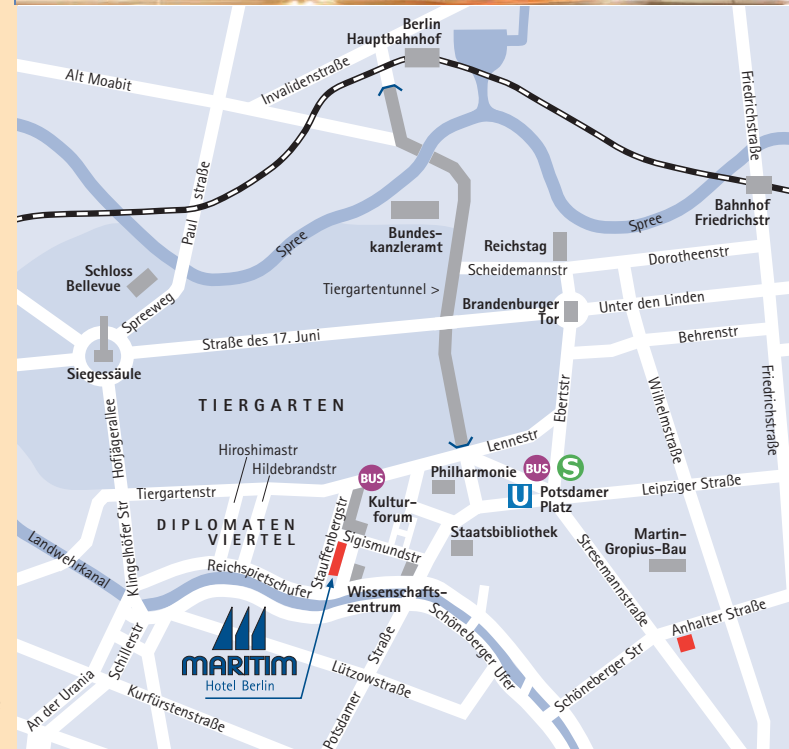 Berlin
Hauptbahnhof
Alt Moabit
Invalidenstraße
Friedrichstraße
Paul straße
Bahnhof
Friedrichstr
Spree
Spree
Bundes-
kanzleramt
Reichstag
Scheidemannstr
Dorotheenstr
Schloss
Bellevue
Spreeweg
Tiergartentunnel >
Brandenburger
Tor
Unter den Linden
Straße des 17. Juni
Behrenstr
Siegessäule
Hofjägerallee
TIERGARTEN
Ebertstr
Wilhelmstraße
Friedrichstraße
Hiroshimastr
Hildebrandstr
Lennestr
BUS
Philharmonie
BUS
S
U
Potsdamer
Platz
Leipziger Straße
Tiergartenstr
Kultur-
forum
Klingelhöfer Str
DIPLOMATEN
VIERTEL
Stauffenbergstr
Sigismundstr
Staatsbibliothek
Martin-
Gropius-Bau
Landwehrkanal
Reichspietschufer
Wissenschafts-
zentrum
Stresemannstraße
Anhalter Straße
Schöneberger Ufer
Schöneberger Str
MARITIM
Hotel Berlin
Schillerstr
An der Urania
Kurfürstenstraße
Lützowstraße
Potsdamer Straße